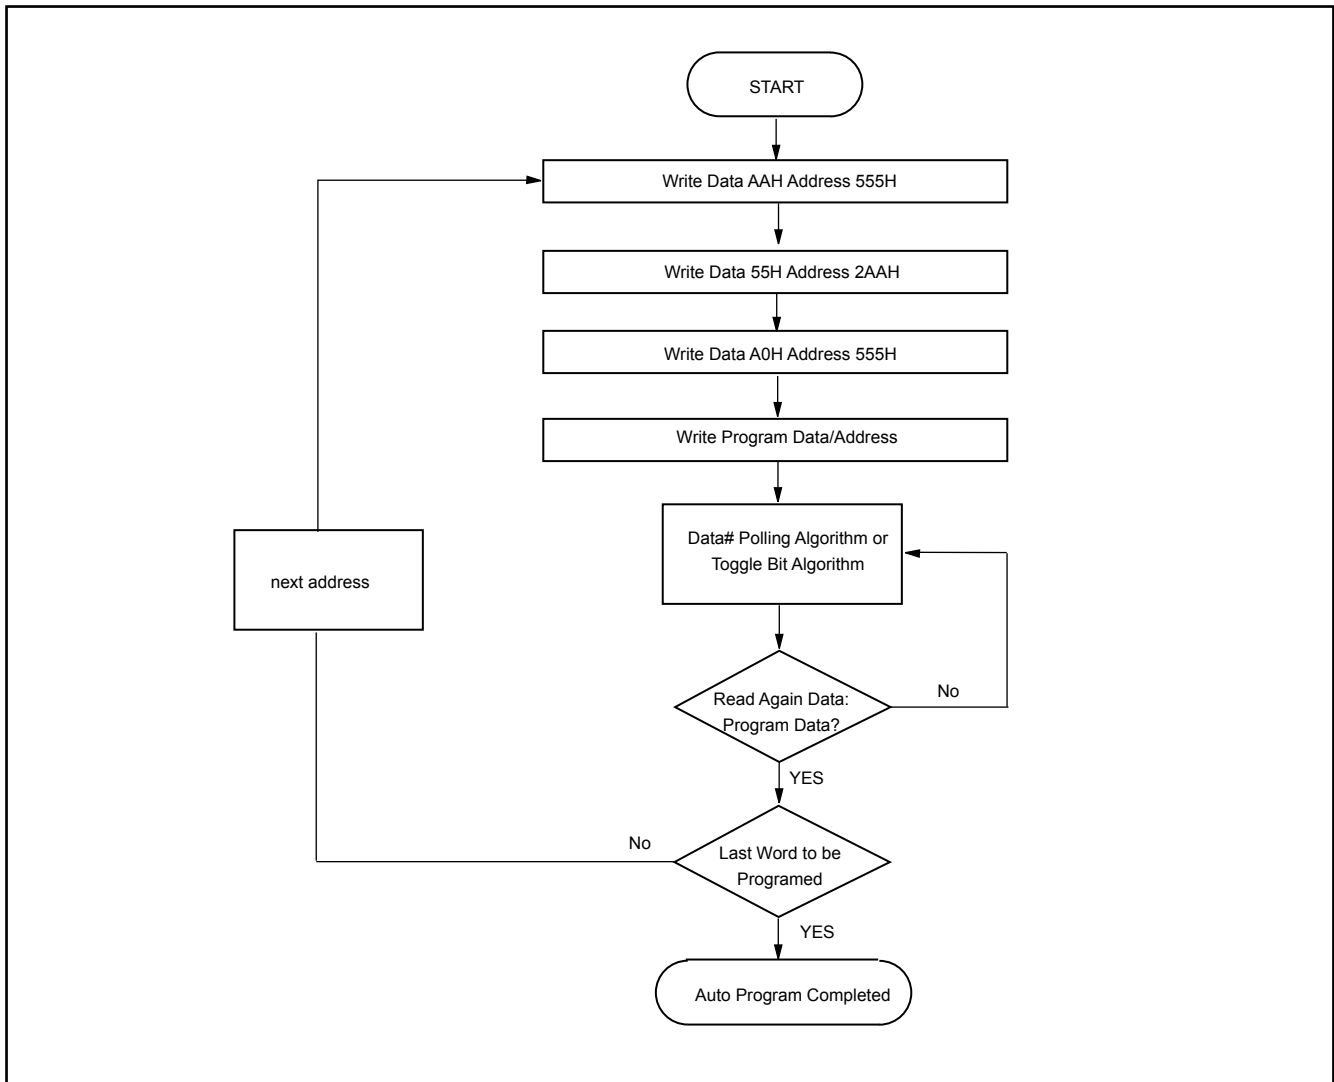 START
Write Data AAH Address 555H
Write Data 55H Address 2AAH
Write Data A0H Address 555H
Write Program Data/Address
Data# Polling Algorithm or
Toggle Bit Algorithm
next address
Read Again Data:
Program Data?
No
YES
No
Last Word to be
Programed
YES
Auto Program Completed